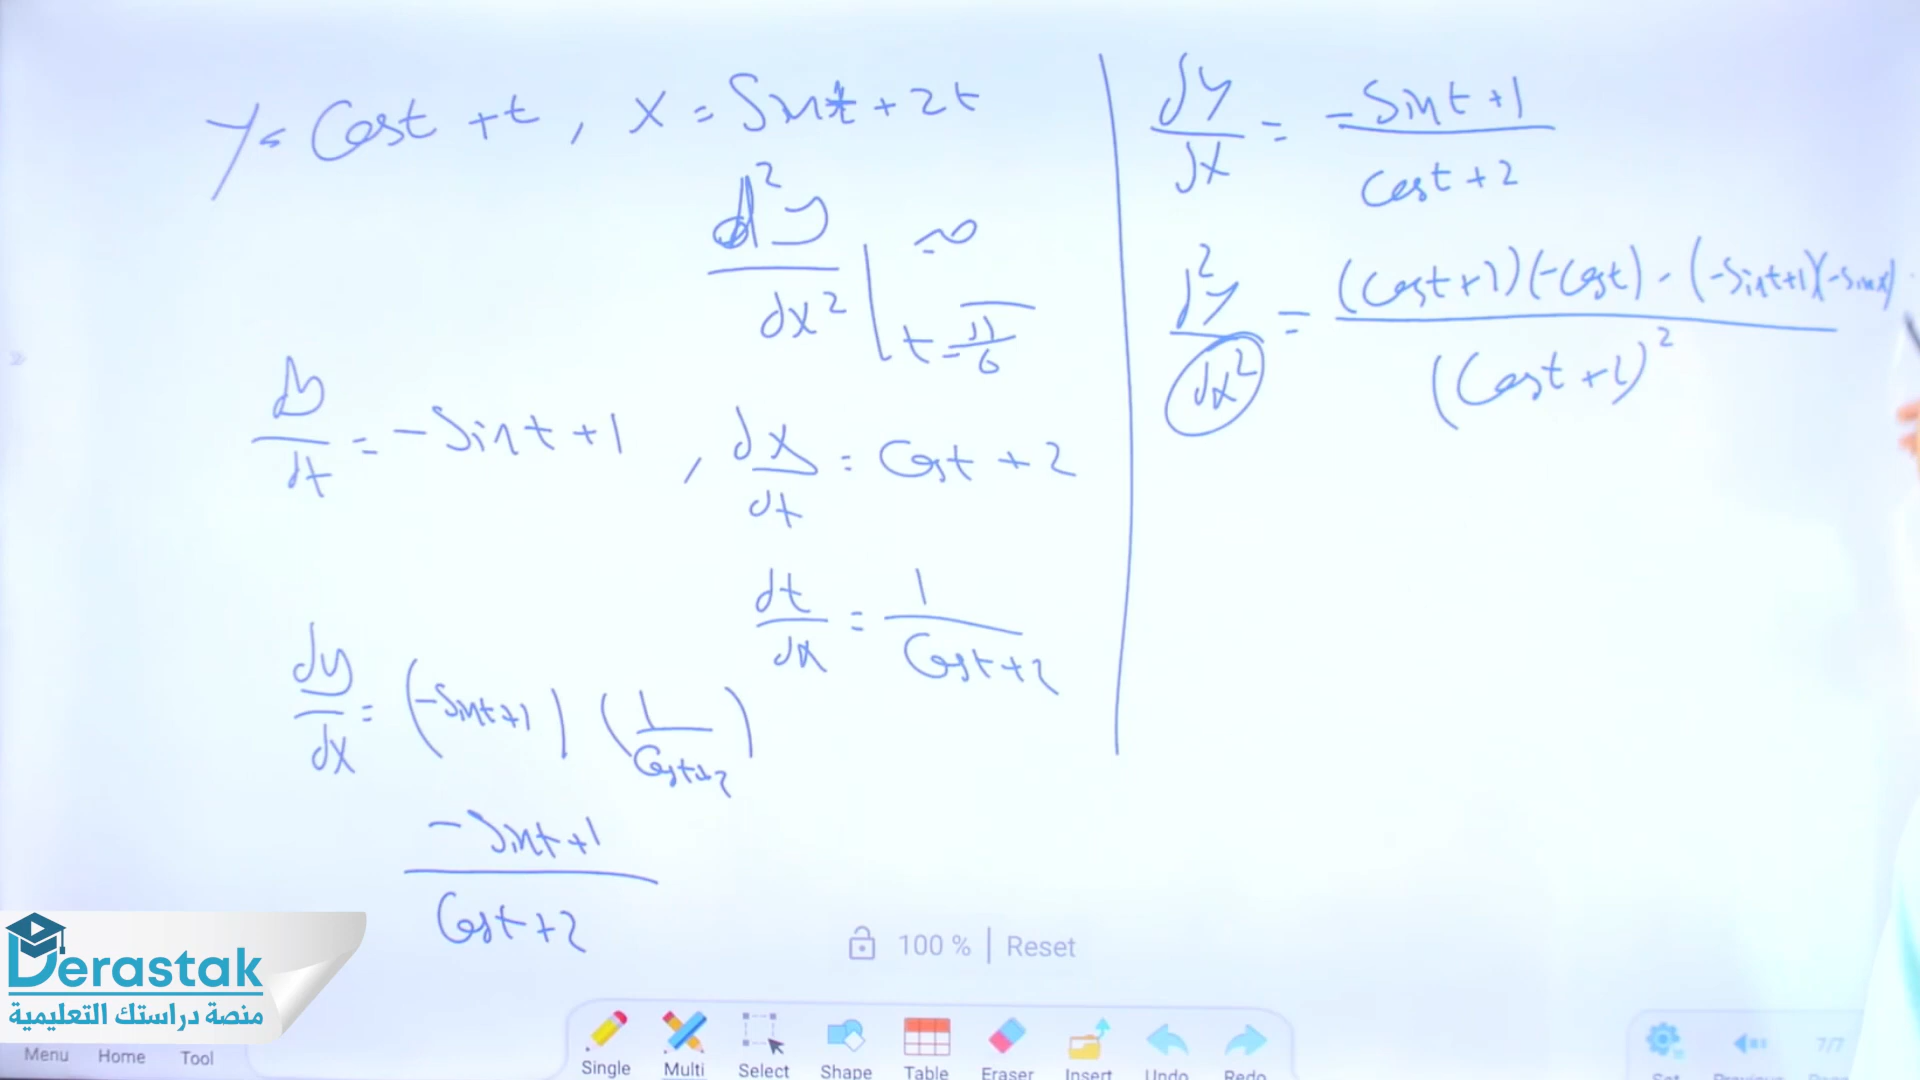 y = Cost + t , x = Sint + 2t
d²y/dx² | t = π/6
dy/dt = -Sint + 1 , dx/dt = Cost + 2
dt/dx = 1/(Cost + 2)
dy/dx = (-Sint + 1) (1/(Cost + 2))
(-Sint + 1)/(Cost + 2)
dy/dx = (-Sint + 1)/(Cost + 2)
d²y/dx² = ((Cost + 2)(-Cost) - (-Sint + 1)(-Sinx))/(Cost + 2)²
100 % | Reset
Derastak
منصة دراستك التعليمية
Menu Home Tool
Single Multi Select Shape Table Eraser Insert Undo Redo
7/7